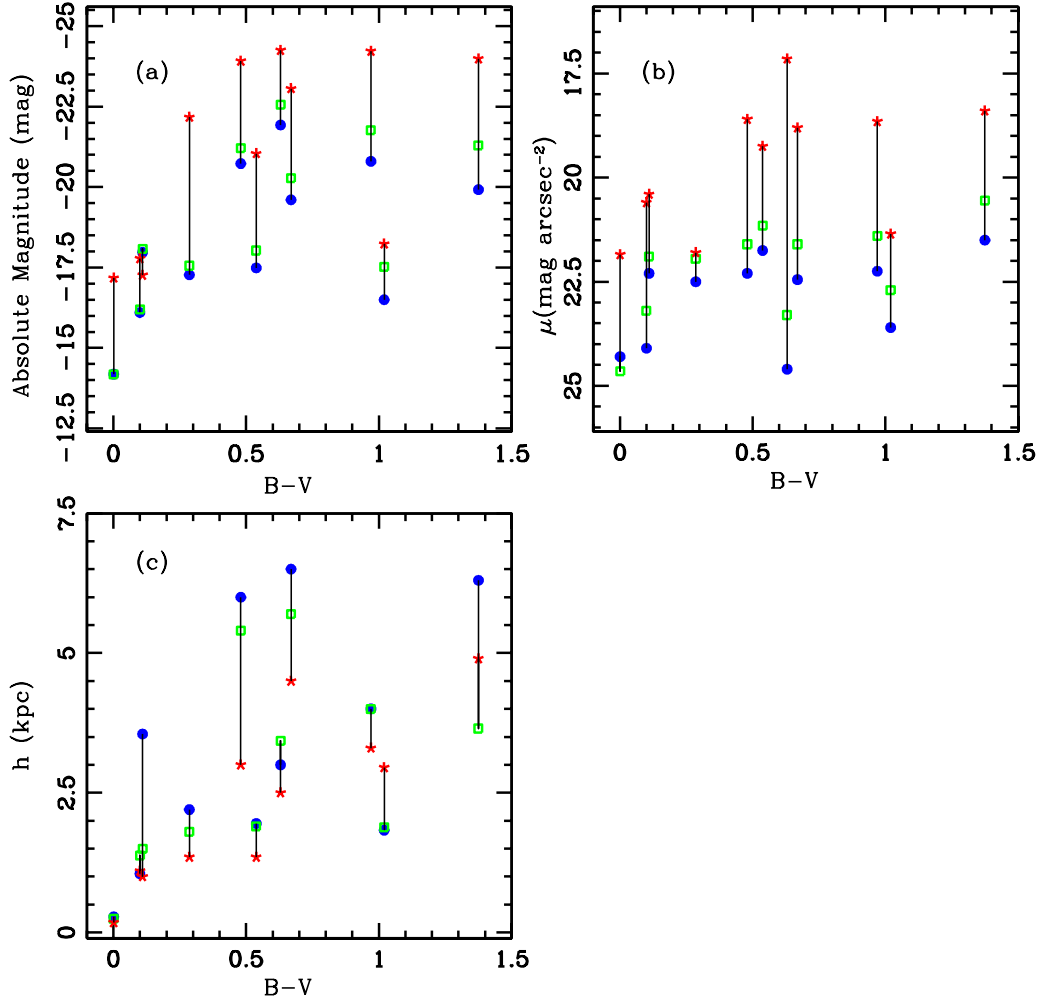 (a)
Absolute Magnitude (mag)
−25
−22.5
−20
−17.5
−15
−12.5
0 0.5 1 1.5
B−V
(b)
μ(mag arcsec⁻²)
17.5
20
22.5
25
0 0.5 1 1.5
B−V
(c)
h (kpc)
7.5
5
2.5
0
0 0.5 1 1.5
B−V